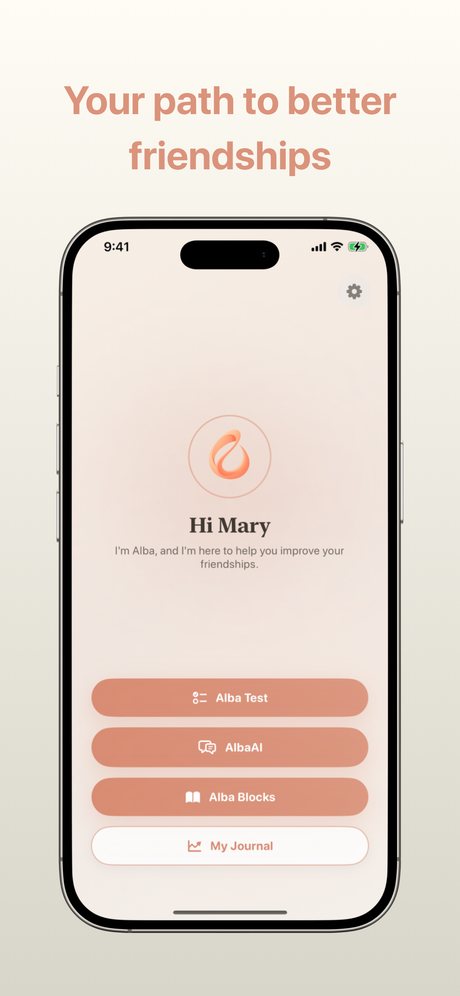 Your path to better
friendships
9:41
Hi Mary
I'm Alba, and I'm here to help you improve your
friendships.
Alba Test
AlbaAI
Alba Blocks
My Journal